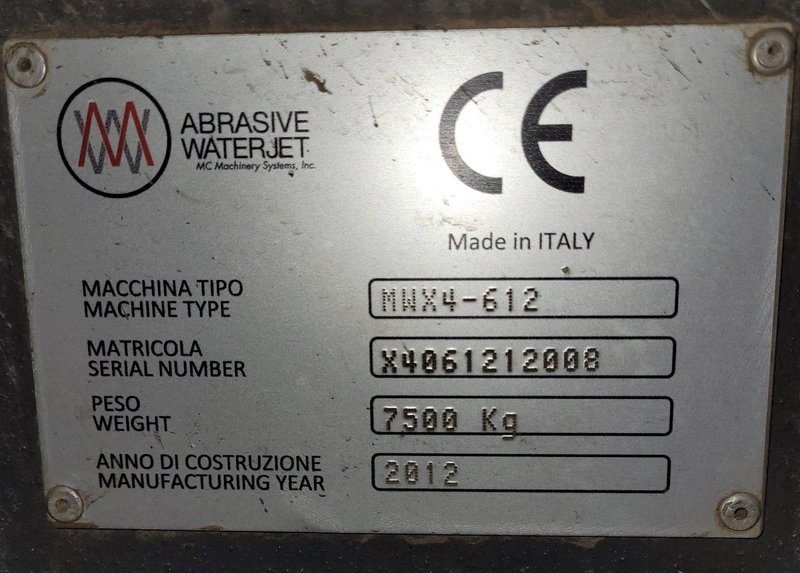 ABRASIVE
WATERJET
MC Machinery Systems, Inc.
CE
Made in ITALY
MACCHINA TIPO
MACHINE TYPE
MWX4-612
MATRICOLA
SERIAL NUMBER
X4061212008
PESO
WEIGHT
7500 Kg
ANNO DI COSTRUZIONE
MANUFACTURING YEAR
2012